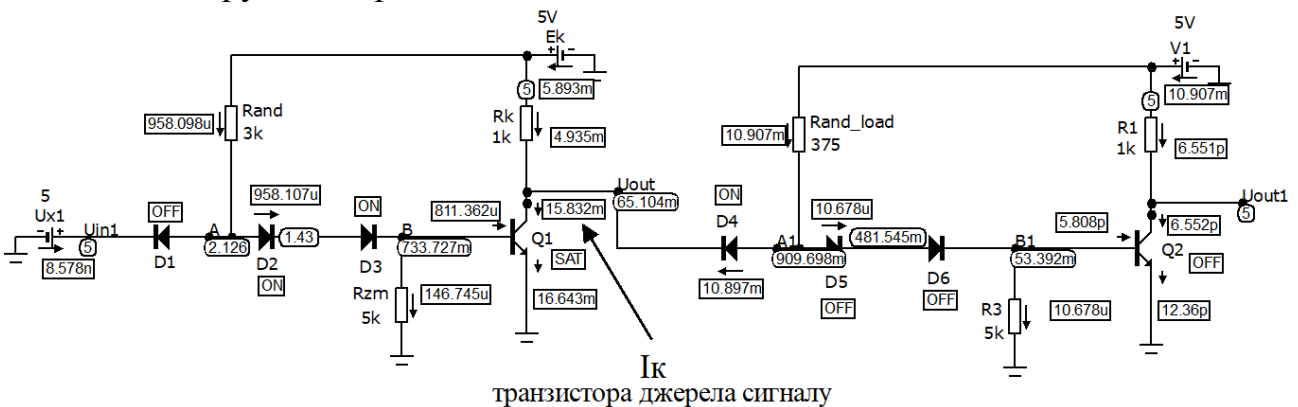 5V
Ek
5
5.893m
Rand
3k
958.098u
Rk
1k
4.935m
5
Ux1
Uin1
5
8.578n
OFF
D1
A
2.126
958.107u
D2
ON
1.43
ON
D3
811.362u
B
733.727m
Rzm
5k
146.745u
15.832m
Q1
SAT
16.643m
Uout
65.104m
Iк
транзистора джерела сигналу
5V
V1
10.907m
5
Rand_load
375
10.907m
R1
1k
6.551p
ON
D4
10.897m
A1
909.698m
10.678u
D5
OFF
481.545m
D6
OFF
B1
53.392m
R3
5k
10.678u
5.808p
6.552p
Q2
OFF
12.36p
Uout1
5